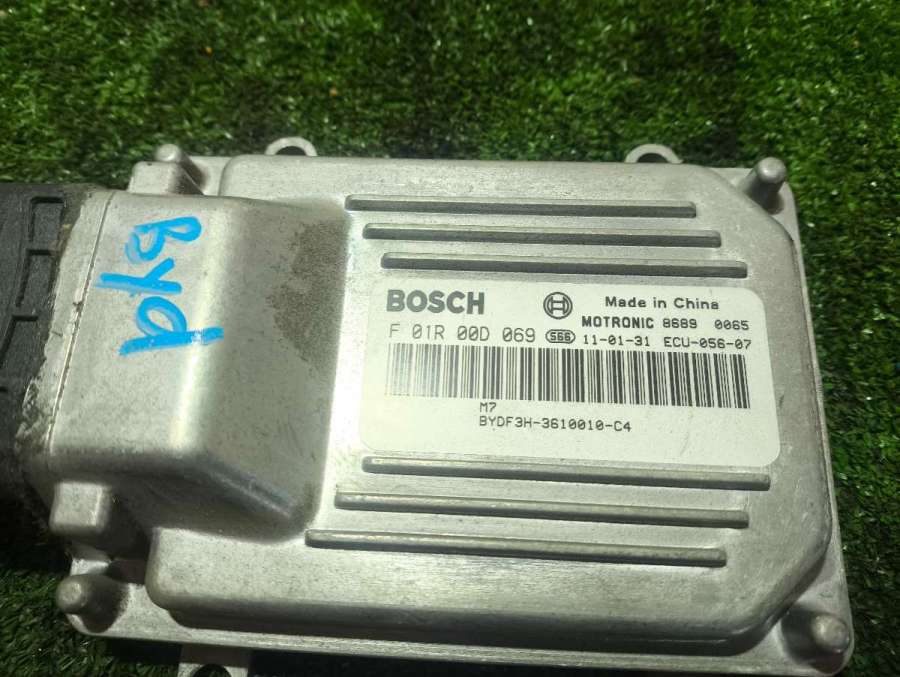 Byd
BOSCH
Made in China
MOTRONIC 8689 0065
F 01R 00D 069 S66 11-01-31 ECU-056-07
M7
BYDF3H-3610010-C4